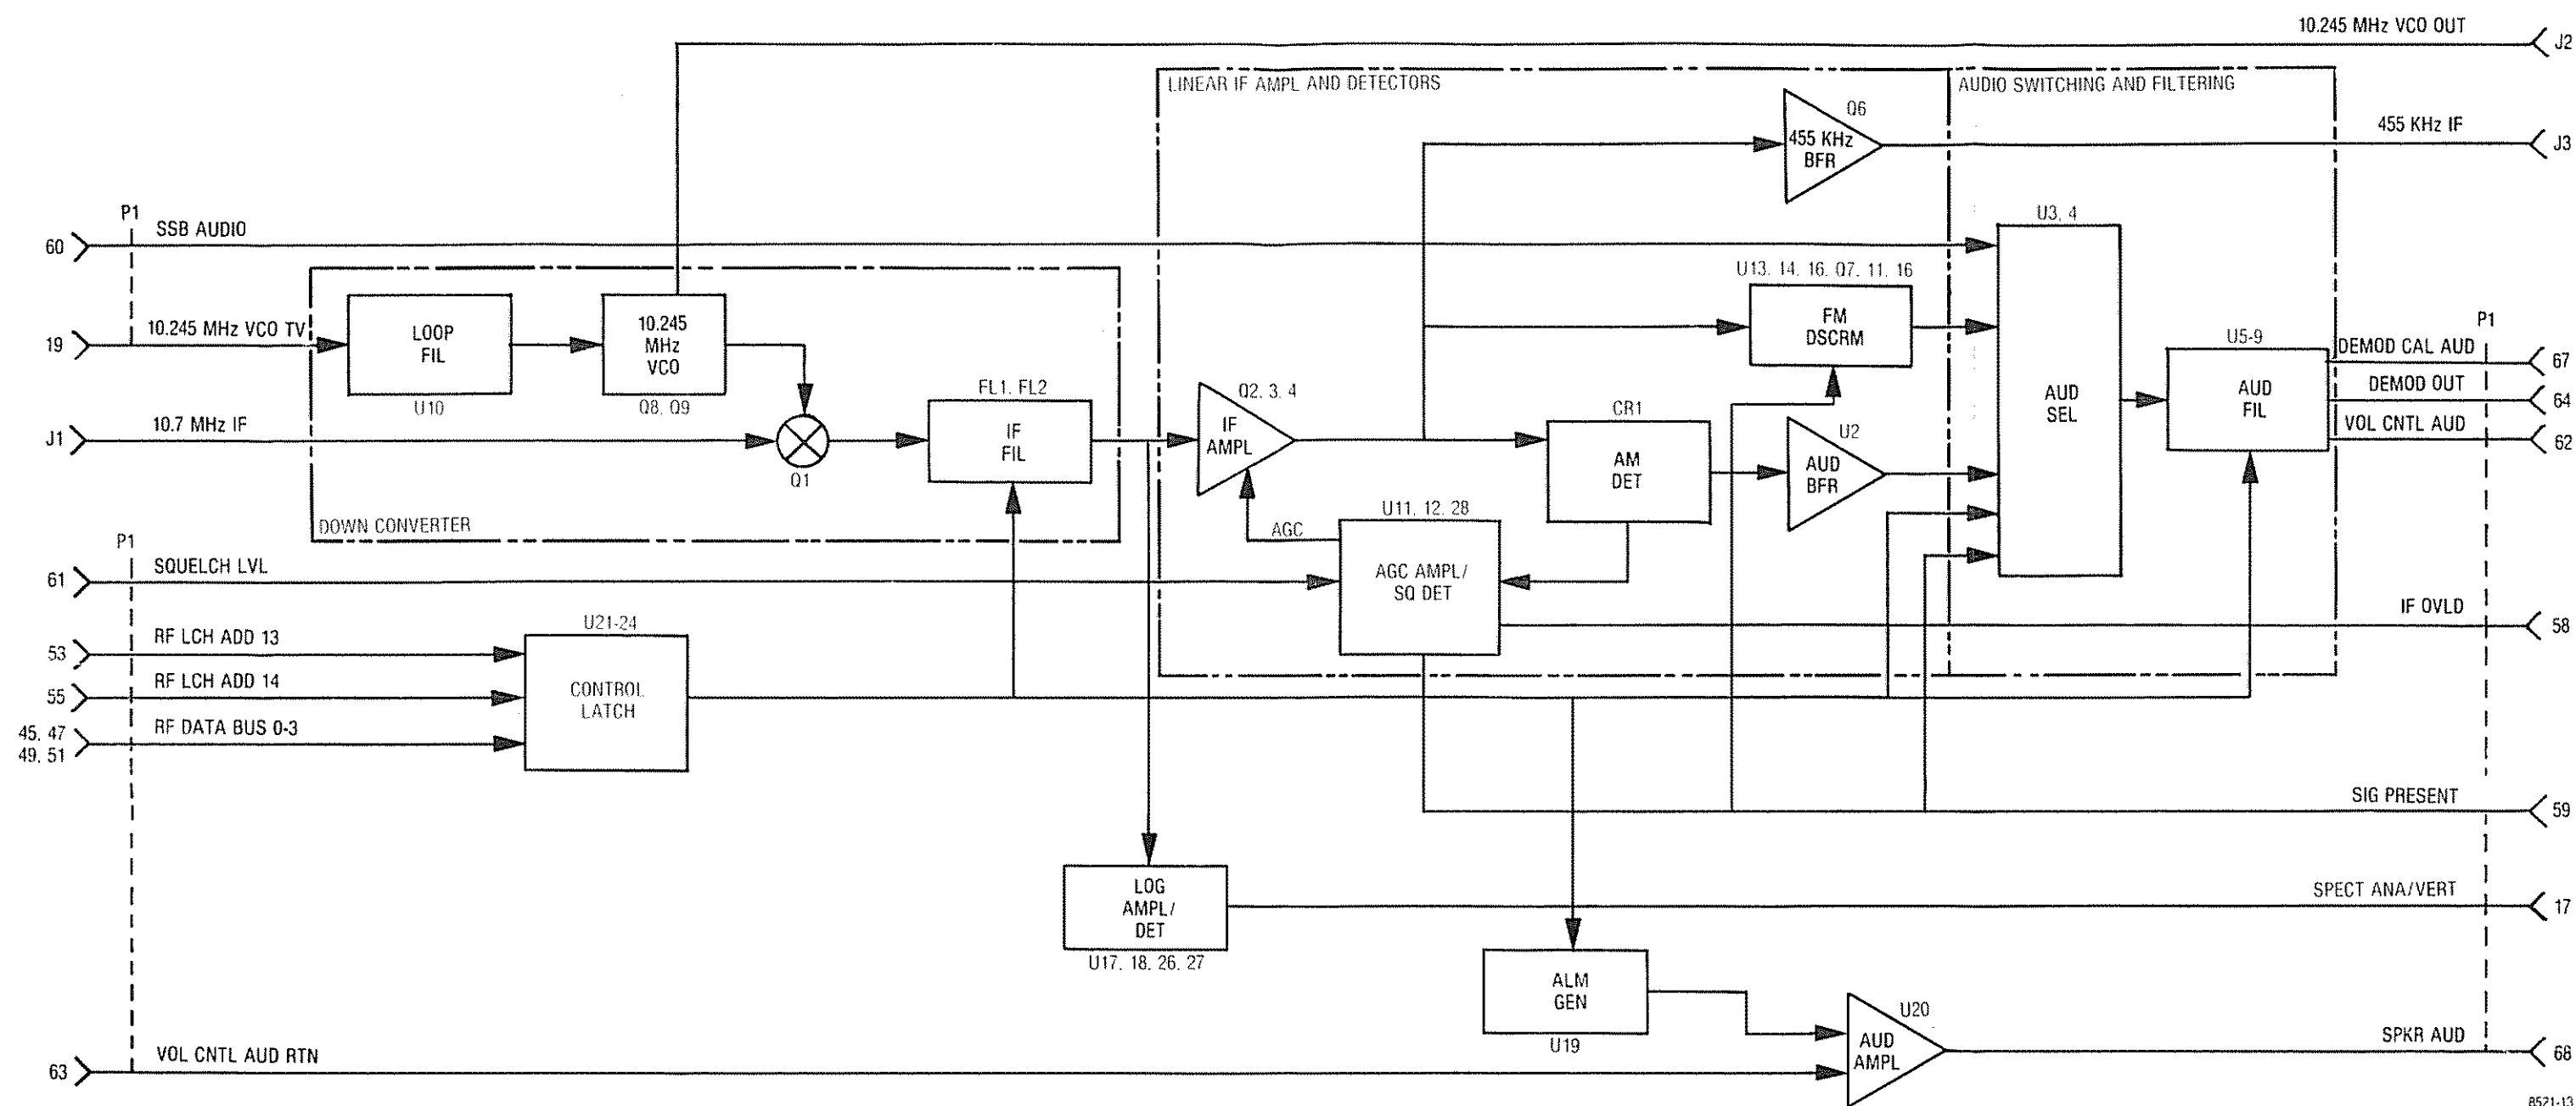 10.245 MHz VCO OUT
J2
LINEAR IF AMPL AND DETECTORS
AUDIO SWITCHING AND FILTERING
Q6
455 KHz
BFR
455 KHz IF
J3
P1
60
SSB AUDIO
U3, 4
U13, 14, 16, Q7, 11, 16
19
10.245 MHz VCO TV
LOOP
FIL
U10
10.245
MHz
VCO
Q8, Q9
FM
DSCRM
AUD
SEL
U5-9
AUD
FIL
P1
DEMOD CAL AUD
67
DEMOD OUT
64
VOL CNTL AUD
62
J1
10.7 MHz IF
Q1
FL1, FL2
IF
FIL
Q2, 3, 4
IF
AMPL
CR1
AM
DET
U2
AUD
BFR
DOWN CONVERTER
AGC
U11, 12, 28
AGC AMPL/
SQ DET
P1
61
SQUELCH LVL
IF OVLD
58
53
RF LCH ADD 13
55
RF LCH ADD 14
45, 47
49, 51
RF DATA BUS 0-3
U21-24
CONTROL
LATCH
SIG PRESENT
59
LOG
AMPL/
DET
U17, 18, 26, 27
SPECT ANA/VERT
17
ALM
GEN
U19
U20
AUD
AMPL
SPKR AUD
68
63
VOL CNTL AUD RTN
8521-13